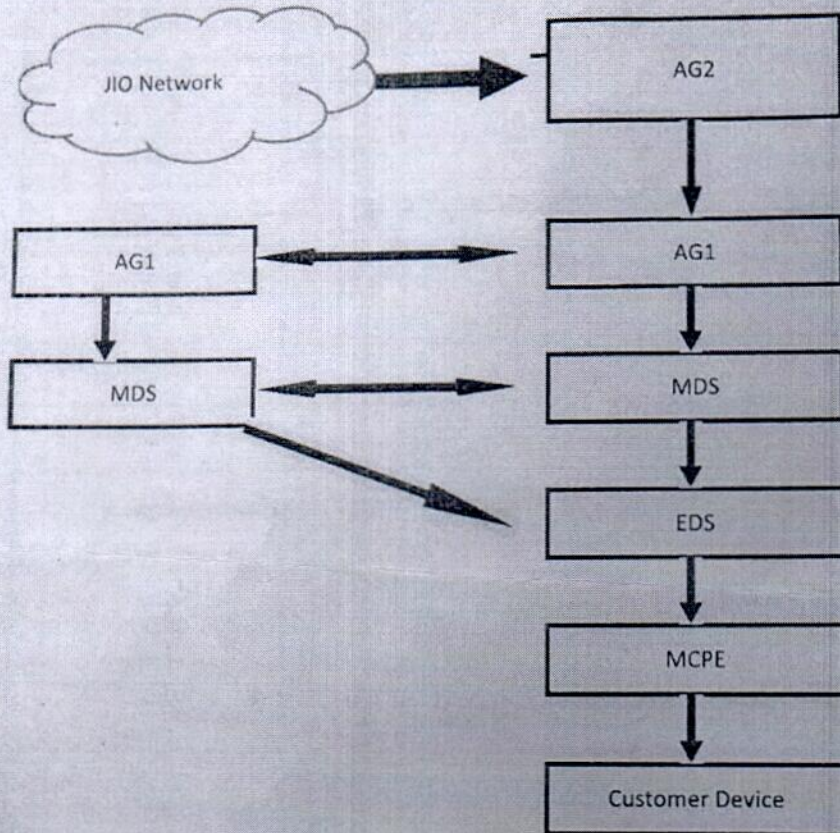 JIO Network
AG2
AG1
AG1
MDS
MDS
EDS
MCPE
Customer Device